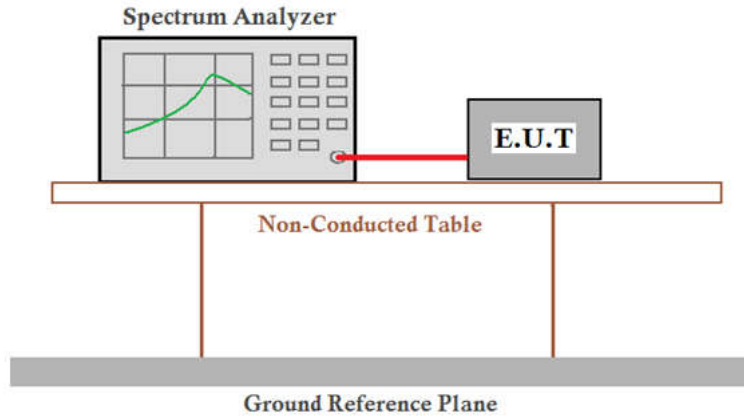 Spectrum Analyzer
E.U.T
Non-Conducted Table
Ground Reference Plane